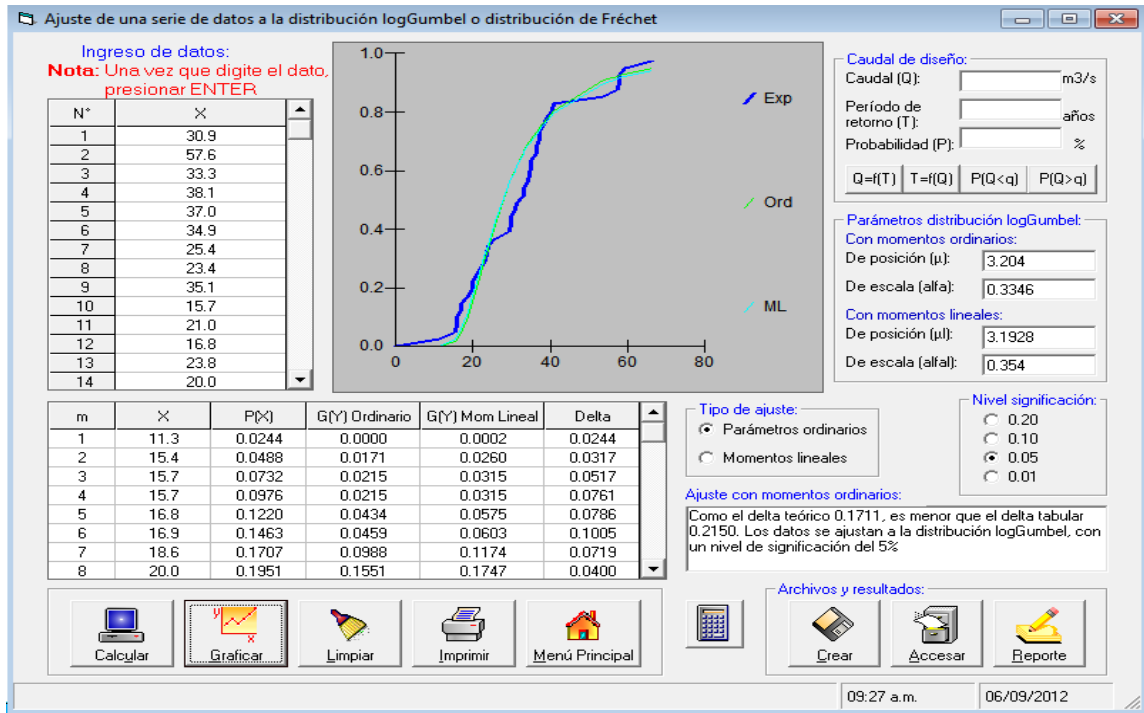 Ajuste de una serie de datos a la distribución logGumbel o distribución de Fréchet
Ingreso de datos:
Nota: Una vez que digite el dato,
presionar ENTER
N° X
1 30.9
2 57.6
3 33.3
4 38.1
5 37.0
6 34.9
7 25.4
8 23.4
9 35.1
10 15.7
11 21.0
12 16.8
13 23.8
14 20.0
1.0
0.8
0.6
0.4
0.2
0.0
0 20 40 60 80
Exp
Ord
ML
Caudal de diseño:
Caudal (Q): m3/s
Período de
retorno (T): años
Probabilidad (P): %
Q=f(T) T=f(Q) P(Q<q) P(Q>q)
Parámetros distribución logGumbel:
Con momentos ordinarios:
De posición (μ): 3.204
De escala (alfa): 0.3346
Con momentos lineales:
De posición (μl): 3.1928
De escala (alfal): 0.354
m X P(X) G(Y) Ordinario G(Y) Mom Lineal Delta
1 11.3 0.0244 0.0000 0.0002 0.0244
2 15.4 0.0488 0.0171 0.0260 0.0317
3 15.7 0.0732 0.0215 0.0315 0.0517
4 15.7 0.0976 0.0215 0.0315 0.0761
5 16.8 0.1220 0.0434 0.0575 0.0786
6 16.9 0.1463 0.0459 0.0603 0.1005
7 18.6 0.1707 0.0988 0.1174 0.0719
8 20.0 0.1951 0.1551 0.1747 0.0400
Tipo de ajuste:
Parámetros ordinarios
Momentos lineales
Nivel significación:
0.20
0.10
0.05
0.01
Ajuste con momentos ordinarios:
Como el delta teórico 0.1711, es menor que el delta tabular
0.2150. Los datos se ajustan a la distribución logGumbel, con
un nivel de significación del 5%
Calcular Graficar Limpiar Imprimir Menú Principal
Archivos y resultados:
Crear Accesar Reporte
09:27 a.m. 06/09/2012